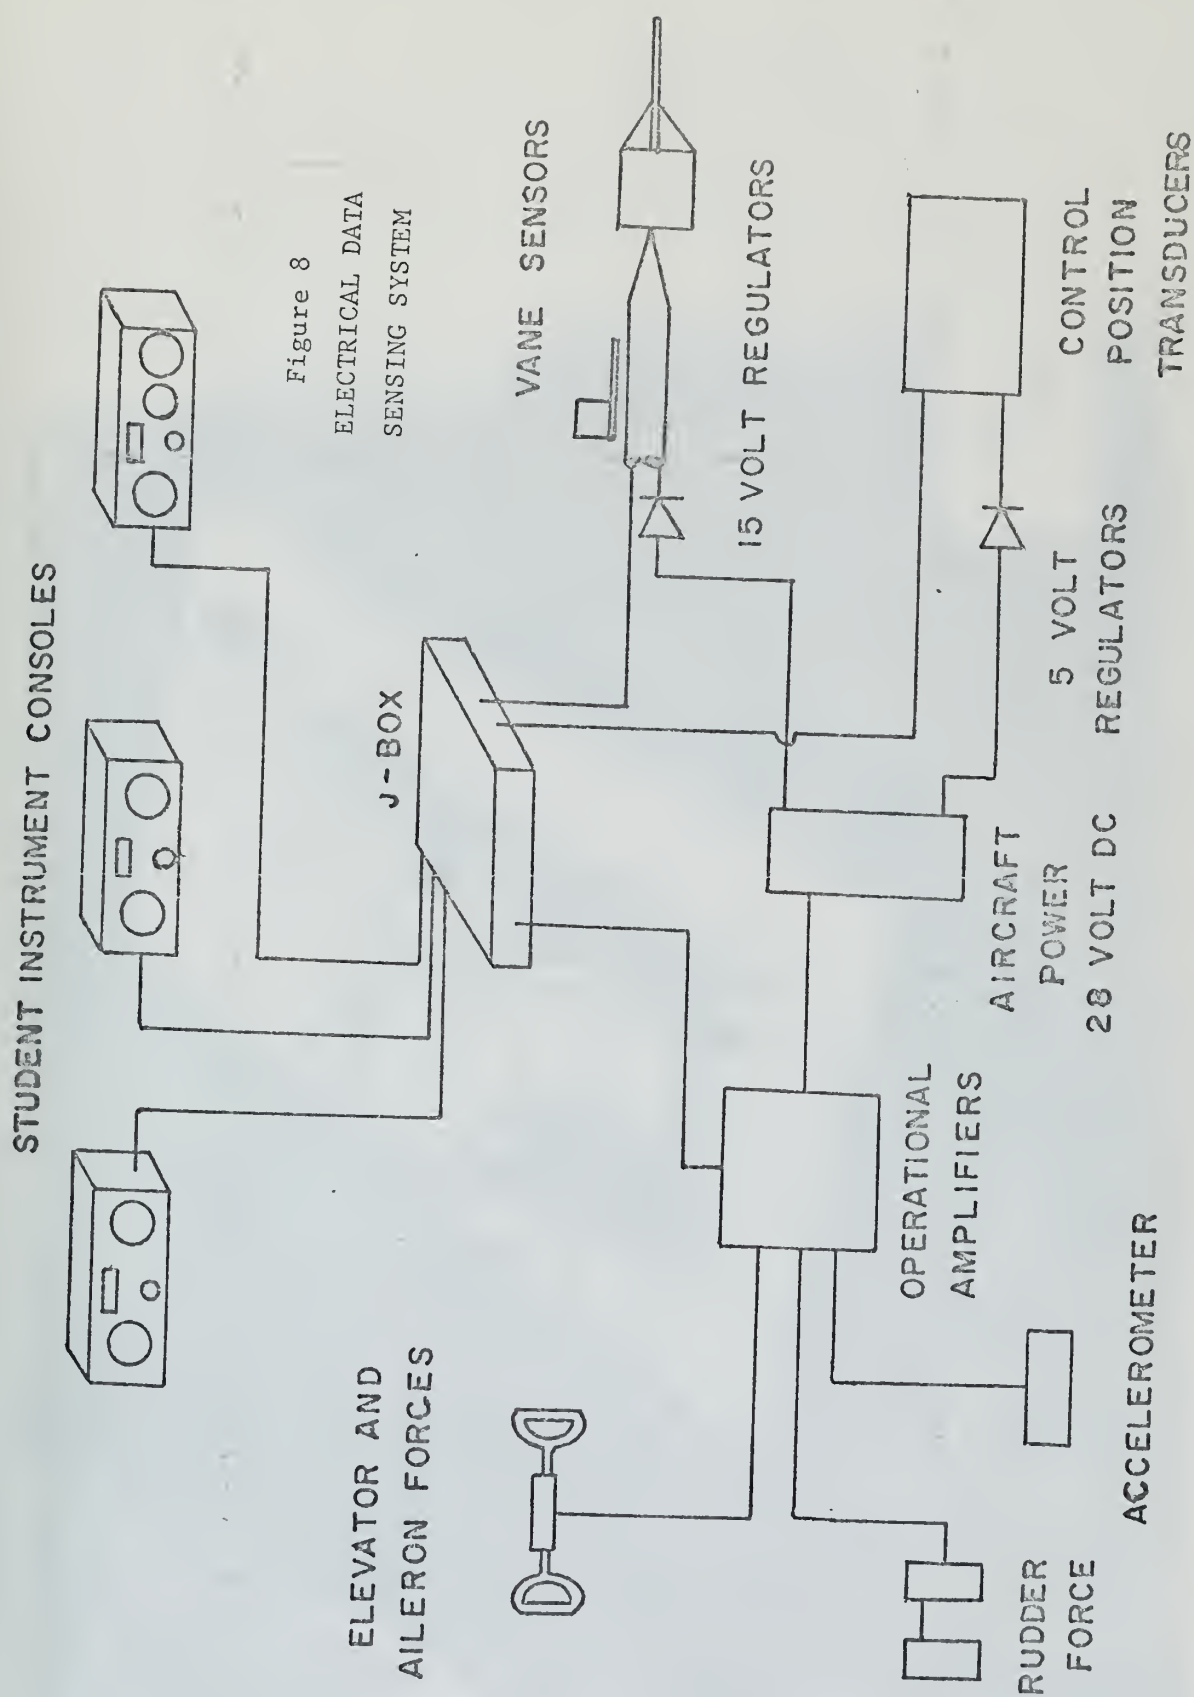 STUDENT INSTRUMENT CONSOLES
Figure 8
ELECTRICAL DATA
SENSING SYSTEM
J-BOX
VANE SENSORS
15 VOLT REGULATORS
ELEVATOR AND
AILERON FORCES
OPERATIONAL
AMPLIFIERS
AIRCRAFT
POWER
28 VOLT DC
5 VOLT
REGULATORS
CONTROL
POSITION
TRANSDUCERS
RUDDER
FORCE
ACCELEROMETER